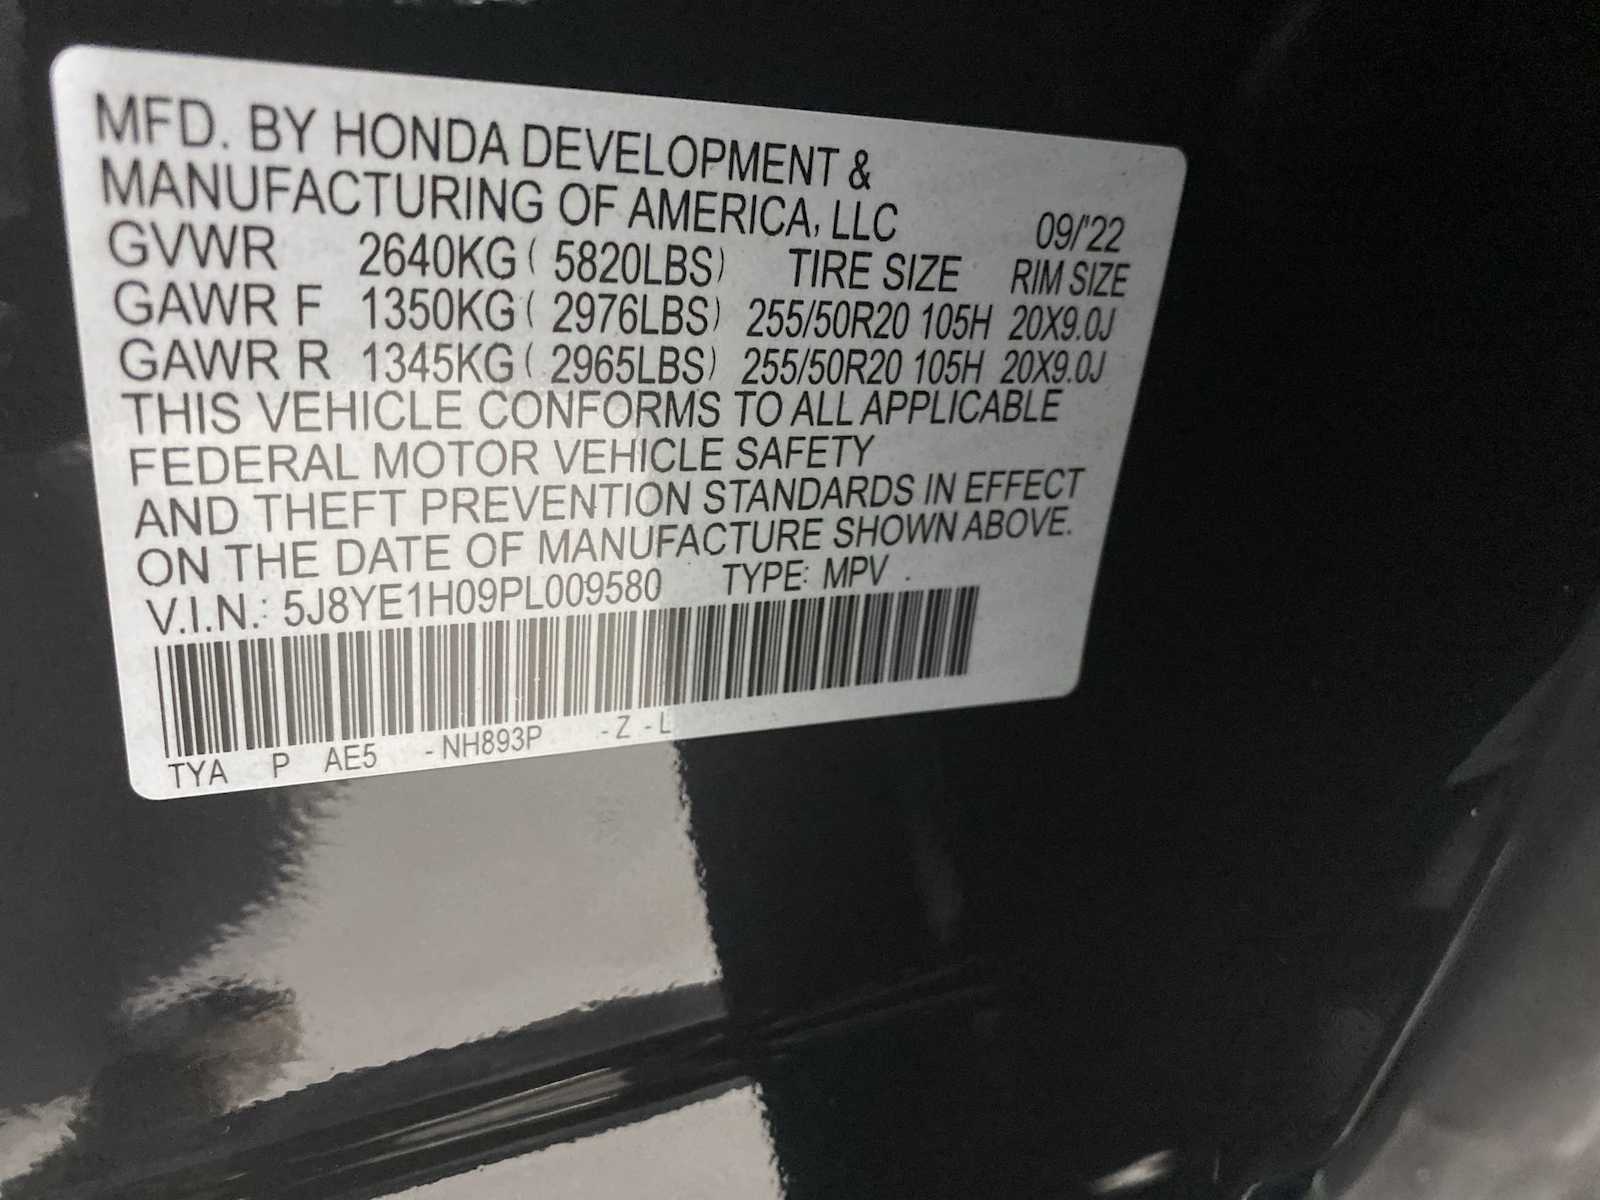 MFD. BY HONDA DEVELOPMENT &
MANUFACTURING OF AMERICA, LLC 09/'22
GVWR 2640KG ( 5820LBS) TIRE SIZE RIM SIZE
GAWR F 1350KG ( 2976LBS) 255/50R20 105H 20X9.0J
GAWR R 1345KG ( 2965LBS) 255/50R20 105H 20X9.0J
THIS VEHICLE CONFORMS TO ALL APPLICABLE
FEDERAL MOTOR VEHICLE SAFETY
AND THEFT PREVENTION STANDARDS IN EFFECT
ON THE DATE OF MANUFACTURE SHOWN ABOVE.
V.I.N.: 5J8YE1H09PL009580 TYPE: MPV
TYA P AE5 -NH893P -Z -L